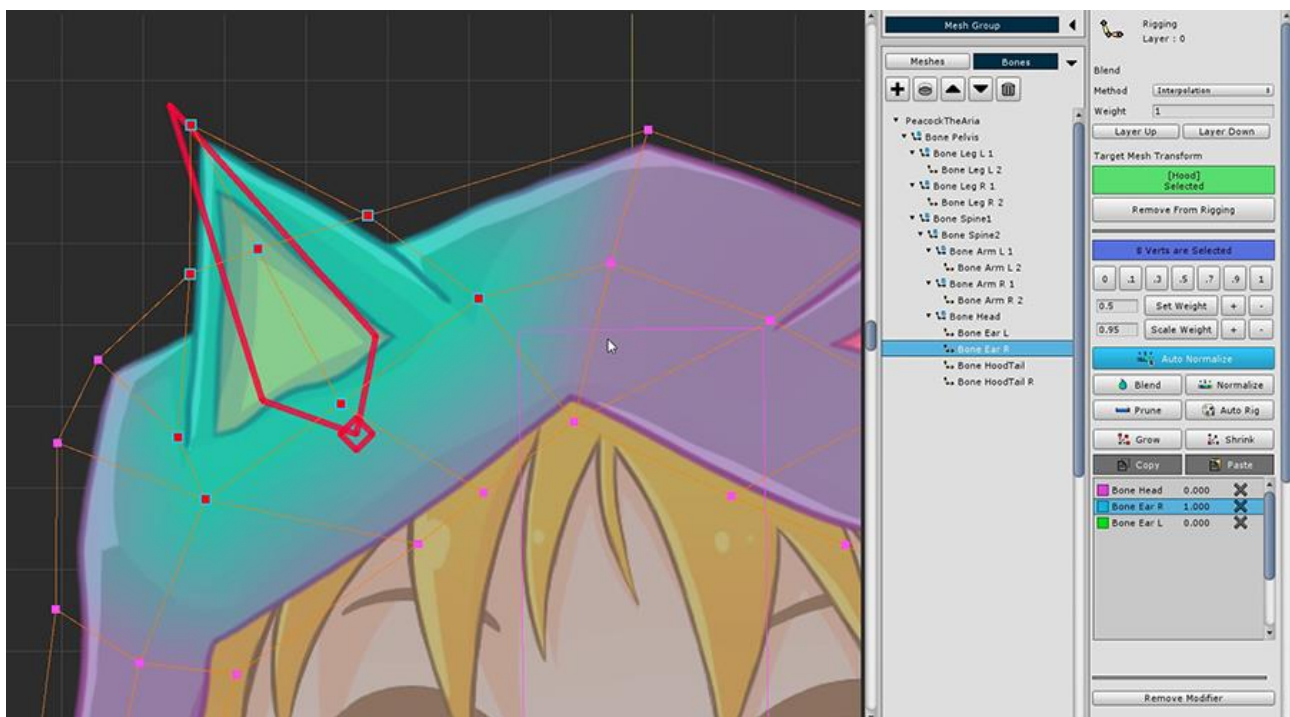 Mesh Group
Meshes
Bones
PeacockTheAria
Bone Pelvis
Bone Leg L 1
Bone Leg L 2
Bone Leg R 1
Bone Leg R 2
Bone Spine1
Bone Spine2
Bone Arm L 1
Bone Arm L 2
Bone Arm R 1
Bone Arm R 2
Bone Head
Bone Ear L
Bone Ear R
Bone HoodTail
Bone HoodTail R
Rigging
Layer : 0
Blend
Method Interpolation
Weight 1
Layer Up Layer Down
Target Mesh Transform
[Hood]
Selected
Remove From Rigging
8 Verts are Selected
0 .1 .3 .5 .7 .9 1
0.5 Set Weight + -
0.95 Scale Weight + -
Auto Normalize
Blend Normalize
Prune Auto Rig
Grow Shrink
Copy Paste
Bone Head 0.000
Bone Ear R 1.000
Bone Ear L 0.000
Remove Modifier